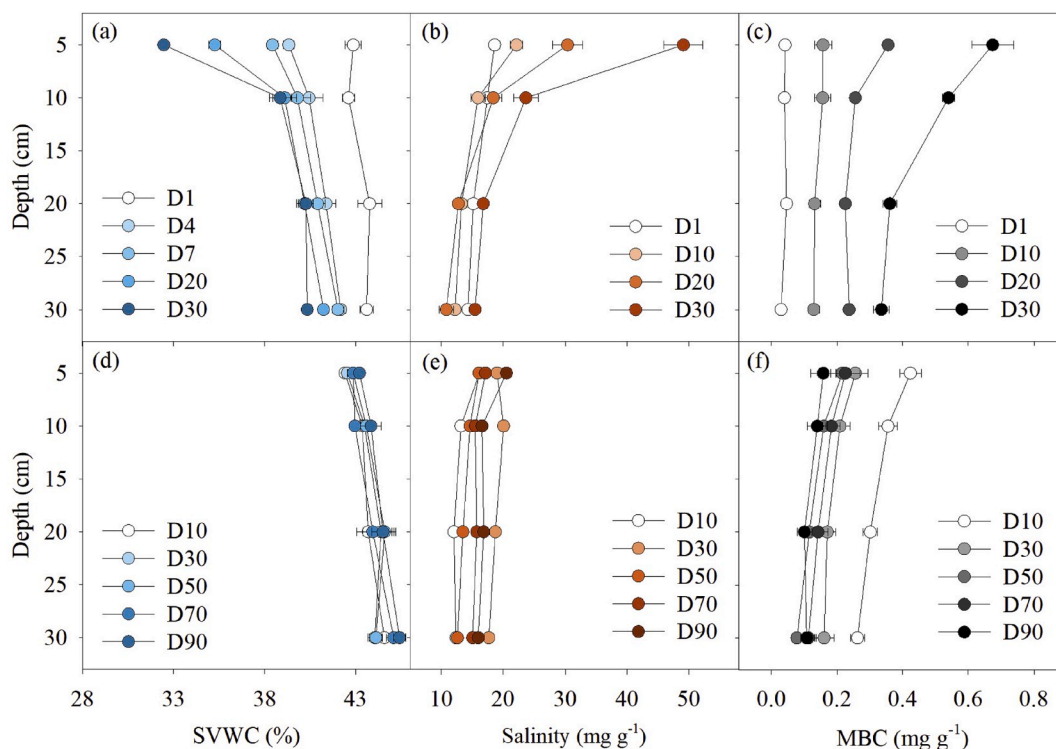 (a)
(b)
(c)
5
10
20
25
30
Depth (cm)
D1
D4
D7
D20
D30
D1
D10
D20
D30
D1
D10
D20
D30
5
10
15
20
25
30
Depth (cm)
(d)
(e)
(f)
D10
D30
D50
D70
D90
D10
D30
D50
D70
D90
D10
D30
D50
D70
D90
28 33 38 43
10 20 30 40 50
0.0 0.2 0.4 0.6 0.8
SVWC (%)
Salinity (mg g⁻¹)
MBC (mg g⁻¹)